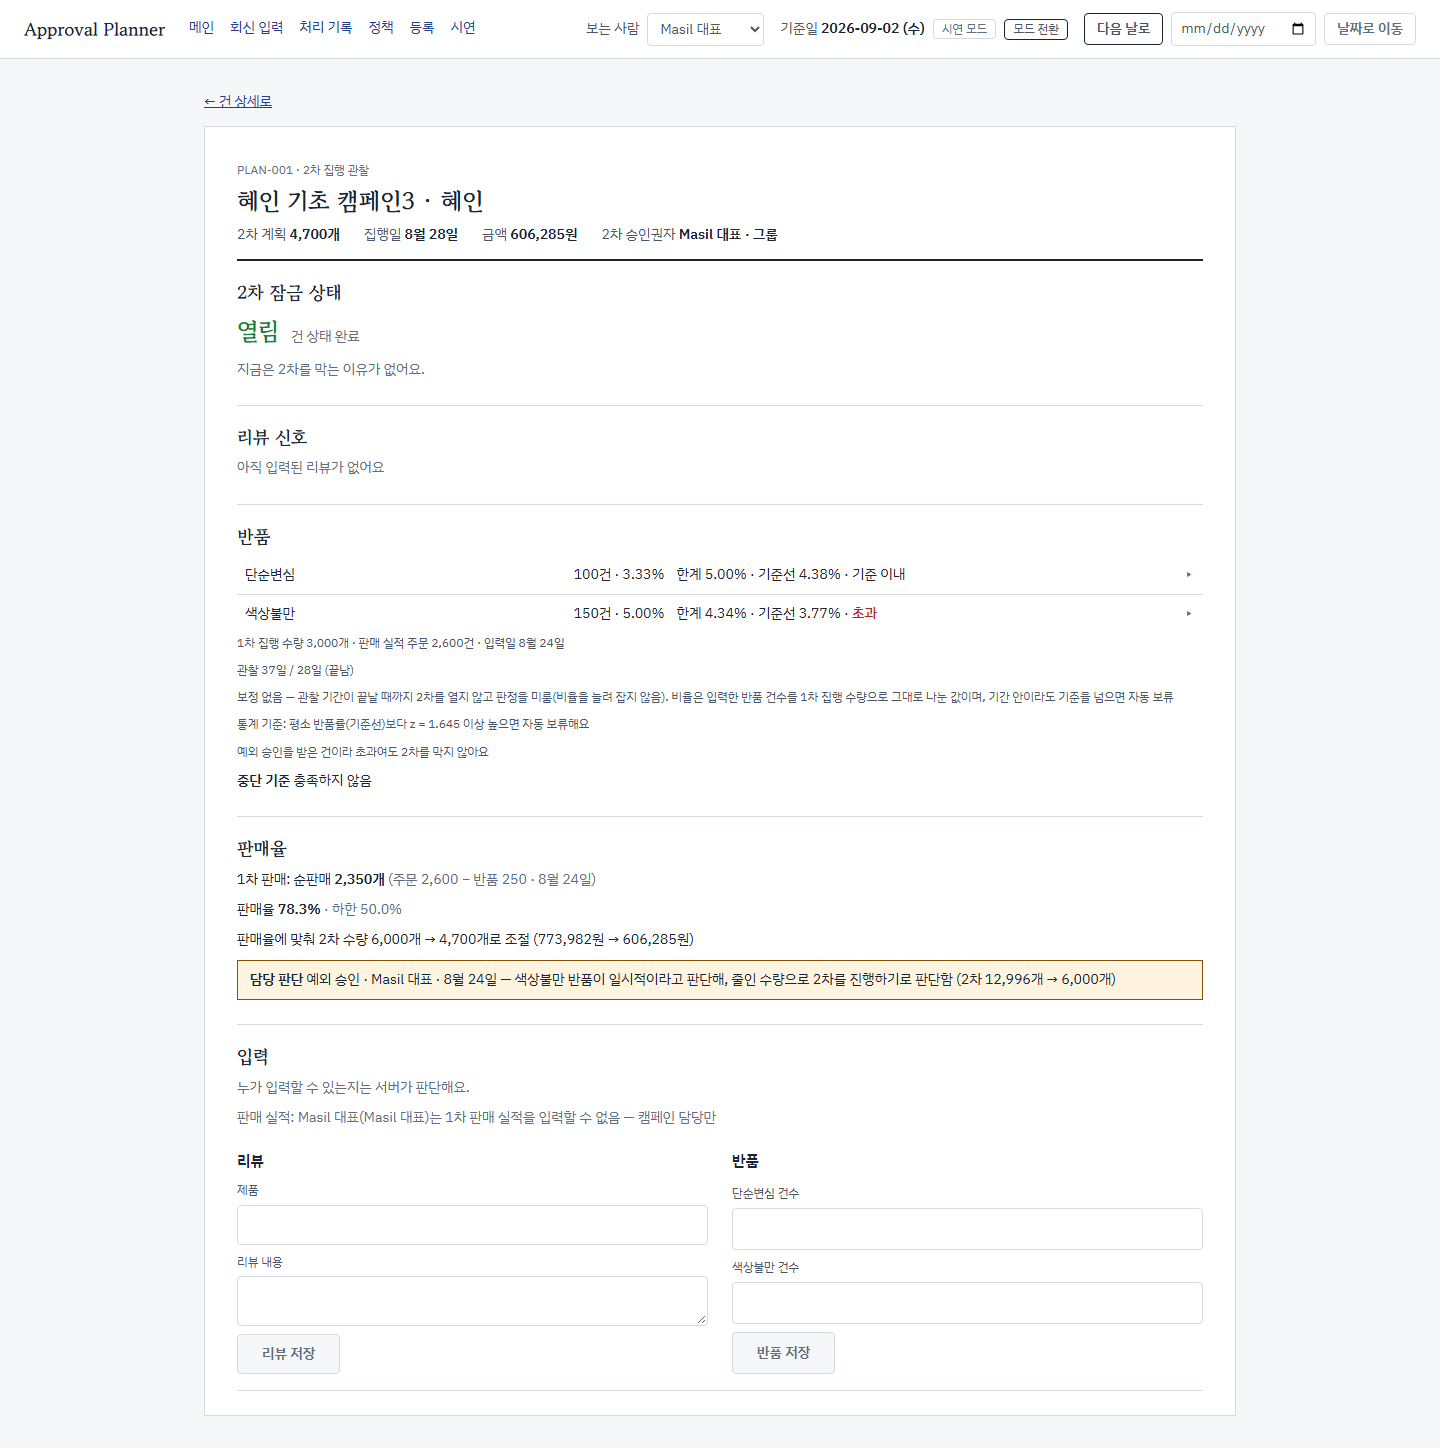 Approval Planner 메인 회신 입력 처리 기록 정책 등록 시연 보는 사람 Masil 대표 기준일 2026-09-02 (수) 시연 모드 모드 전환 다음 날로 mm/dd/yyyy 날짜로 이동
← 건 상세로
PLAN-001 · 2차 집행 관찰
혜인 기초 캠페인3 · 혜인
2차 계획 4,700개 집행일 8월 28일 금액 606,285원 2차 승인권자 Masil 대표 · 그룹
2차 잠금 상태
열림 건 상태 완료
지금은 2차를 막는 이유가 없어요.
리뷰 신호
아직 입력된 리뷰가 없어요
반품
단순변심 100건 · 3.33% 한계 5.00% · 기준선 4.38% · 기준 이내 ▸
색상불만 150건 · 5.00% 한계 4.34% · 기준선 3.77% · 초과 ▸
1차 집행 수량 3,000개 · 판매 실적 주문 2,600건 · 입력일 8월 24일
관찰 37일 / 28일 (끝남)
보정 없음 — 관찰 기간이 끝날 때까지 2차를 열지 않고 판정을 미룸(비율을 늘려 잡지 않음). 비율은 입력한 반품 건수를 1차 집행 수량으로 그대로 나눈 값이며, 기간 안이라도 기준을 넘으면 자동 보류
통계 기준: 평소 반품률(기준선)보다 z = 1.645 이상 높으면 자동 보류해요
예외 승인을 받은 건이라 초과여도 2차를 막지 않아요
중단 기준 충족하지 않음
판매율
1차 판매: 순판매 2,350개 (주문 2,600 − 반품 250 · 8월 24일)
판매율 78.3% · 하한 50.0%
판매율에 맞춰 2차 수량 6,000개 → 4,700개로 조절 (773,982원 → 606,285원)
담당 판단 예외 승인 · Masil 대표 · 8월 24일 — 색상불만 반품이 일시적이라고 판단해, 줄인 수량으로 2차를 진행하기로 판단함 (2차 12,996개 → 6,000개)
입력
누가 입력할 수 있는지는 서버가 판단해요.
판매 실적: Masil 대표(Masil 대표)는 1차 판매 실적을 입력할 수 없음 — 캠페인 담당만
리뷰
제품
리뷰 내용
리뷰 저장
반품
단순변심 건수
색상불만 건수
반품 저장